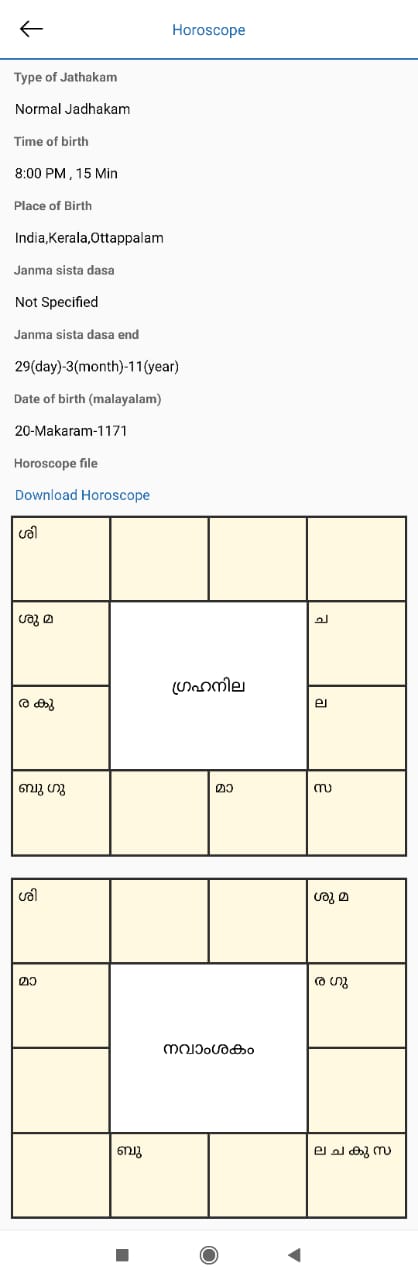 Horoscope
Type of Jathakam
Normal Jadhakam
Time of birth
8:00 PM , 15 Min
Place of Birth
India,Kerala,Ottappalam
Janma sista dasa
Not Specified
Janma sista dasa end
29(day)-3(month)-11(year)
Date of birth (malayalam)
20-Makaram-1171
Horoscope file
Download Horoscope
ശി
ശു മ
ച
ഗ്രഹനില
ര കു
ല
ബു ഗു
മാ
സ
ശി
ശു മ
മാ
ര ഗു
നവാംശകം
ബു
ല ച കു സ